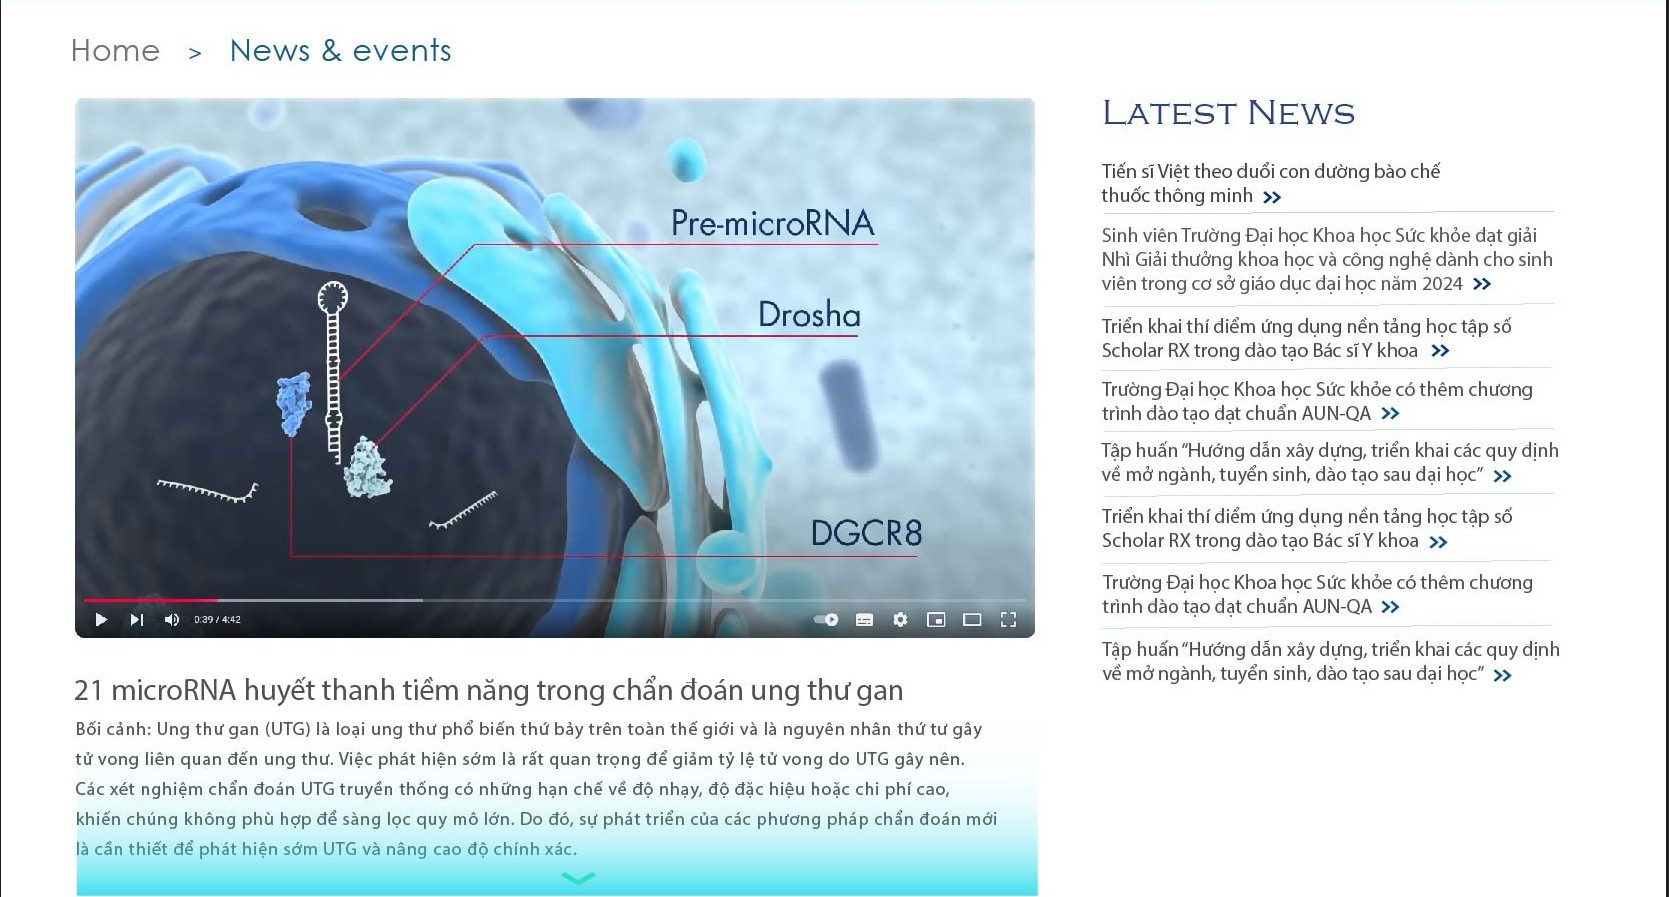 Home > News & events
Pre-microRNA
Drosha
DGCR8
0:39 / 4:42
21 microRNA huyết thanh tiềm năng trong chẩn đoán ung thư gan
Bối cảnh: Ung thư gan (UTG) là loại ung thư phổ biến thứ bảy trên toàn thế giới và là nguyên nhân thứ tư gây
tử vong liên quan đến ung thư. Việc phát hiện sớm là rất quan trọng để giảm tỷ lệ tử vong do UTG gây nên.
Các xét nghiệm chẩn đoán UTG truyền thống có những hạn chế về độ nhạy, độ đặc hiệu hoặc chi phí cao,
khiến chúng không phù hợp để sàng lọc quy mô lớn. Do đó, sự phát triển của các phương pháp chẩn đoán mới
là cần thiết để phát hiện sớm UTG và nâng cao độ chính xác.
LATEST NEWS
Tiến sĩ Việt theo đuổi con đường bào chế
thuốc thông minh >>
Sinh viên Trường Đại học Khoa học Sức khỏe đạt giải
Nhì Giải thưởng khoa học và công nghệ dành cho sinh
viên trong cơ sở giáo dục đại học năm 2024 >>
Triển khai thí điểm ứng dụng nền tảng học tập số
Scholar RX trong đào tạo Bác sĩ Y khoa >>
Trường Đại học Khoa học Sức khỏe có thêm chương
trình đào tạo đạt chuẩn AUN-QA >>
Tập huấn “Hướng dẫn xây dựng, triển khai các quy định
về mở ngành, tuyển sinh, đào tạo sau đại học” >>
Triển khai thí điểm ứng dụng nền tảng học tập số
Scholar RX trong đào tạo Bác sĩ Y khoa >>
Trường Đại học Khoa học Sức khỏe có thêm chương
trình đào tạo đạt chuẩn AUN-QA >>
Tập huấn “Hướng dẫn xây dựng, triển khai các quy định
về mở ngành, tuyển sinh, đào tạo sau đại học” >>